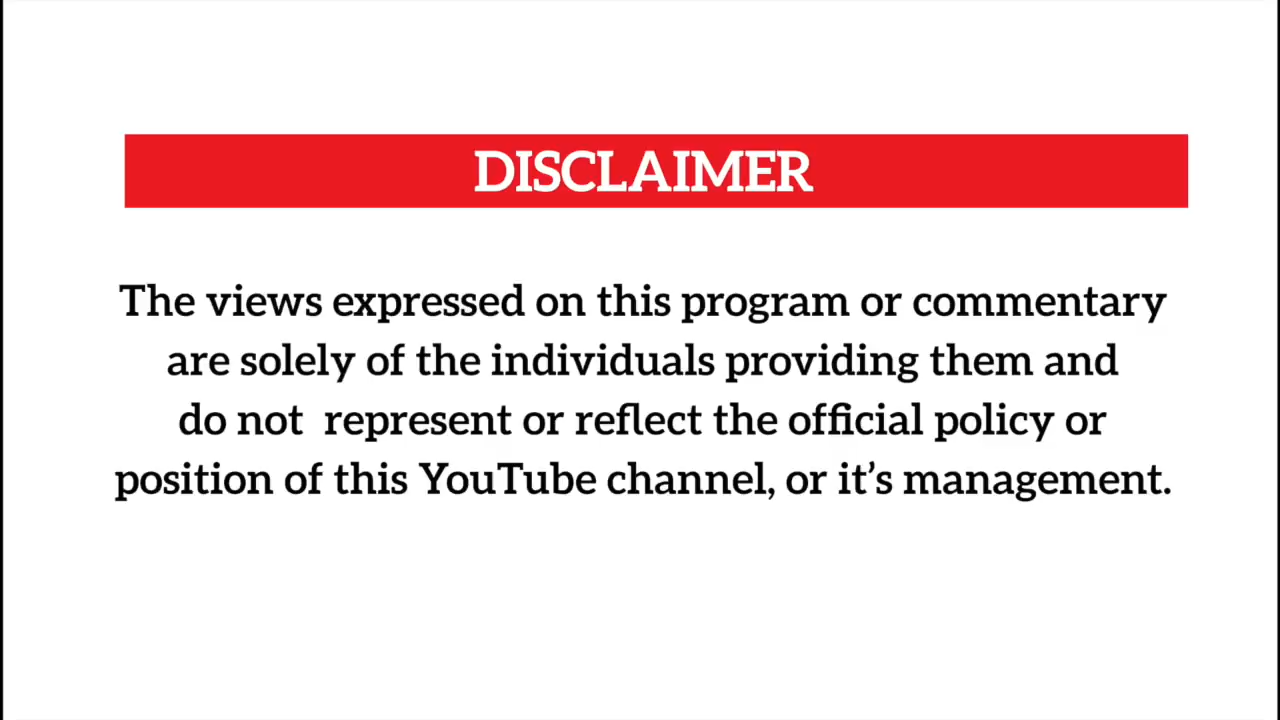 DISCLAIMER
The views expressed on this program or commentary
are solely of the individuals providing them and
do not  represent or reflect the official policy or
position of this YouTube channel, or it’s management.